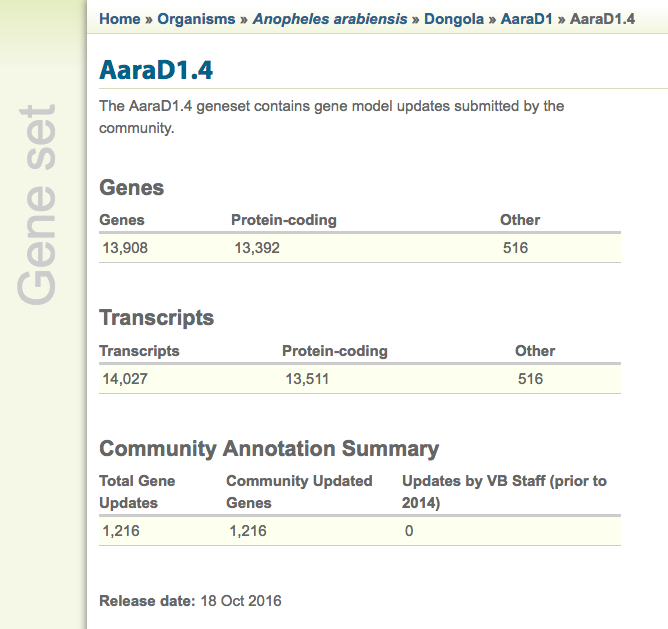 Home » Organisms » Anopheles arabiensis » Dongola » AaraD1 » AaraD1.4
Gene set
AaraD1.4
The AaraD1.4 geneset contains gene model updates submitted by the
community.
Genes
Genes Protein-coding Other
13,908 13,392 516
Transcripts
Transcripts Protein-coding Other
14,027 13,511 516
Community Annotation Summary
Total Gene Community Updated Updates by VB Staff (prior to
Updates Genes 2014)
1,216 1,216 0
Release date: 18 Oct 2016